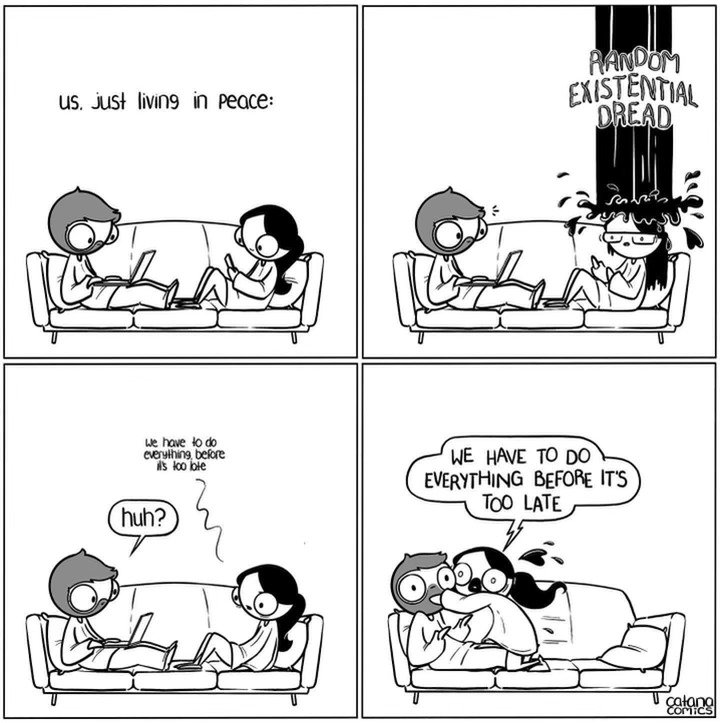 us, just living in peace:
RANDOM
EXISTENTIAL
DREAD
we have to do
everything before
it's too late
huh?
WE HAVE TO DO
EVERYTHING BEFORE IT'S
TOO LATE
catana
comics